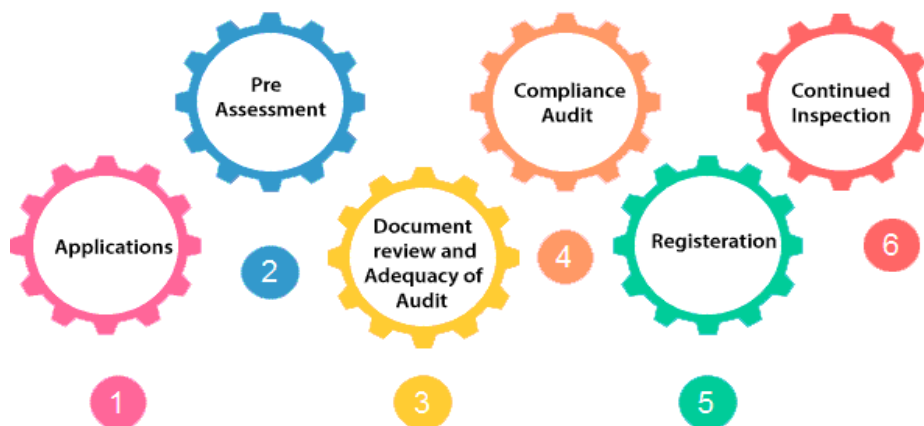 Applications
1
Pre
Assessment
2
Document
review and
Adequacy of
Audit
3
Compliance
Audit
4
Registeration
5
Continued
Inspection
6